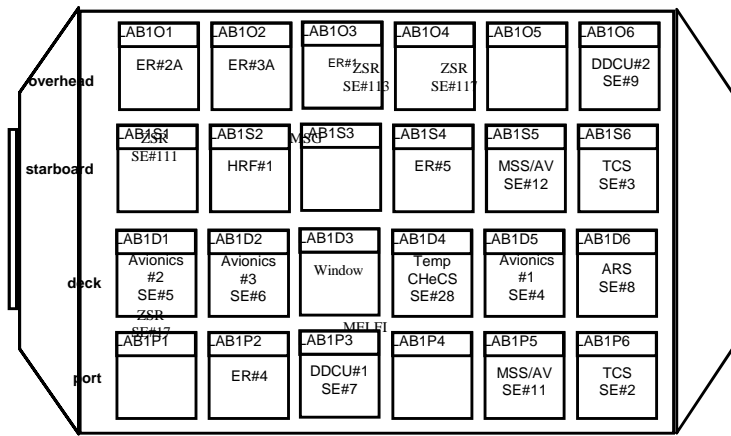 LAB1O1 LAB1O2 LAB1O3 LAB1O4 LAB1O5 LAB1O6
overhead
ER#2A ER#3A ER#1 DDCU#2
ZSR ZSR
SE#113 SE#117 SE#9
LAB1S1 LAB1S2 LAB1S3 LAB1S4 LAB1S5 LAB1S6
ZSR MSG
SE#111
starboard
HRF#1 ER#5 MSS/AV TCS
SE#12 SE#3
LAB1D1 LAB1D2 LAB1D3 LAB1D4 LAB1D5 LAB1D6
deck
Avionics Avionics Window Temp Avionics ARS
#2 #3 CHeCS #1 SE#8
SE#5 SE#6 SE#28 SE#4
ZSR
SE#17 MELFI
LAB1P1 LAB1P2 LAB1P3 LAB1P4 LAB1P5 LAB1P6
port
ER#4 DDCU#1 MSS/AV TCS
SE#7 SE#11 SE#2